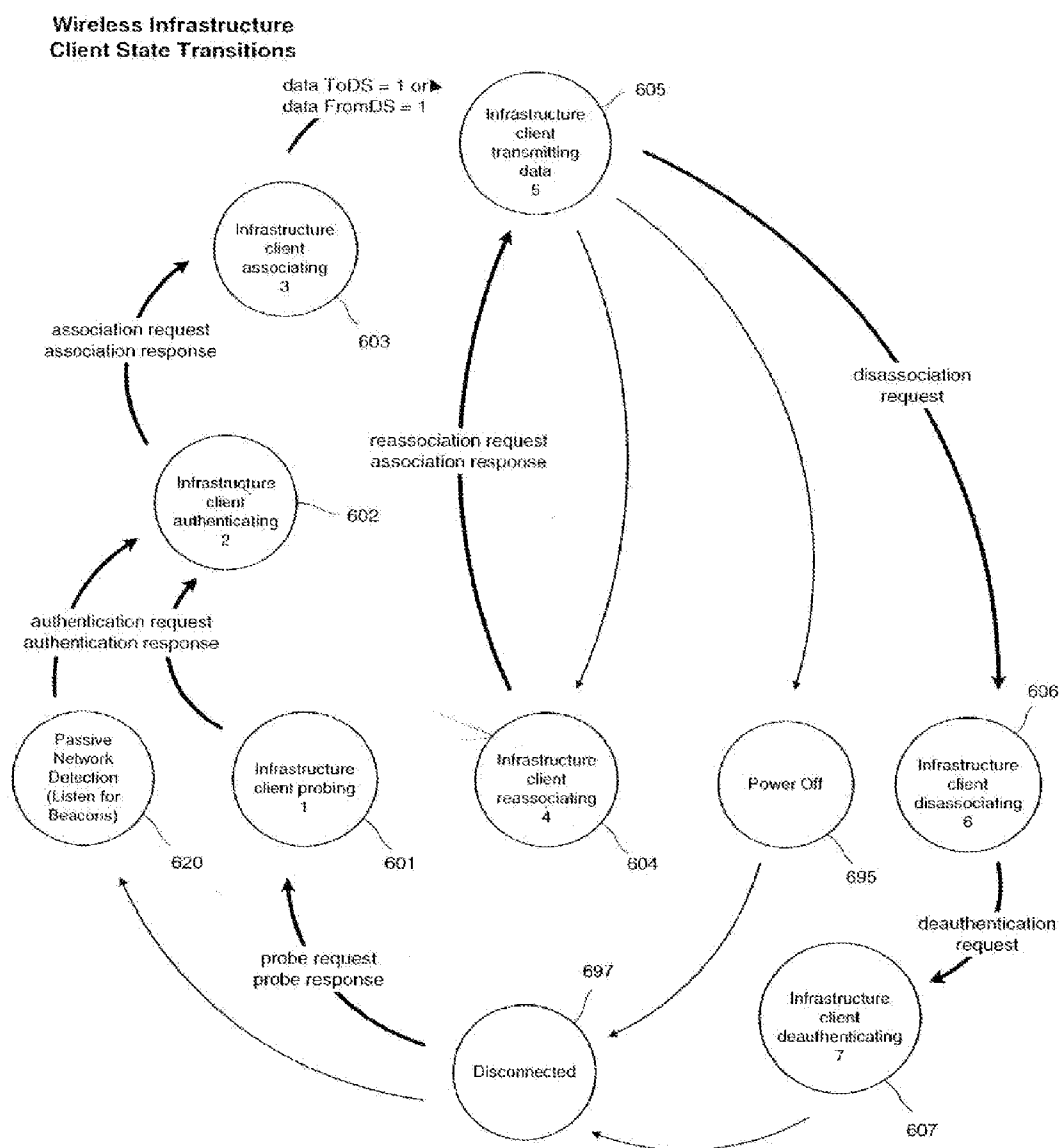 Wireless Infrastructure
Client State Transitions
data ToDS = 1 or
data FromDS = 1
605
Infrastructure
client
transmitting
data
5
Infrastructure
client
associating
3
603
association request
association response
disassociation
request
reassociation request
association response
Infrastructure
client
authenticating
2
602
authentication request
authentication response
606
Passive
Network
Detection
(Listen for
Beacons)
620
Infrastructure
client probing
1
601
Infrastructure
client
reassociating
4
604
Power Off
695
Infrastructure
client
disassociating
6
deauthentication
request
probe request
probe response
697
Disconnected
Infrastructure
client
deauthenticating
7
607